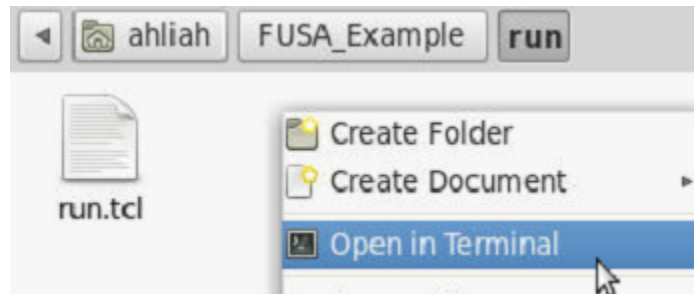 ahliah FUSA_Example run
Create Folder
Create Document
run.tcl
Open in Terminal